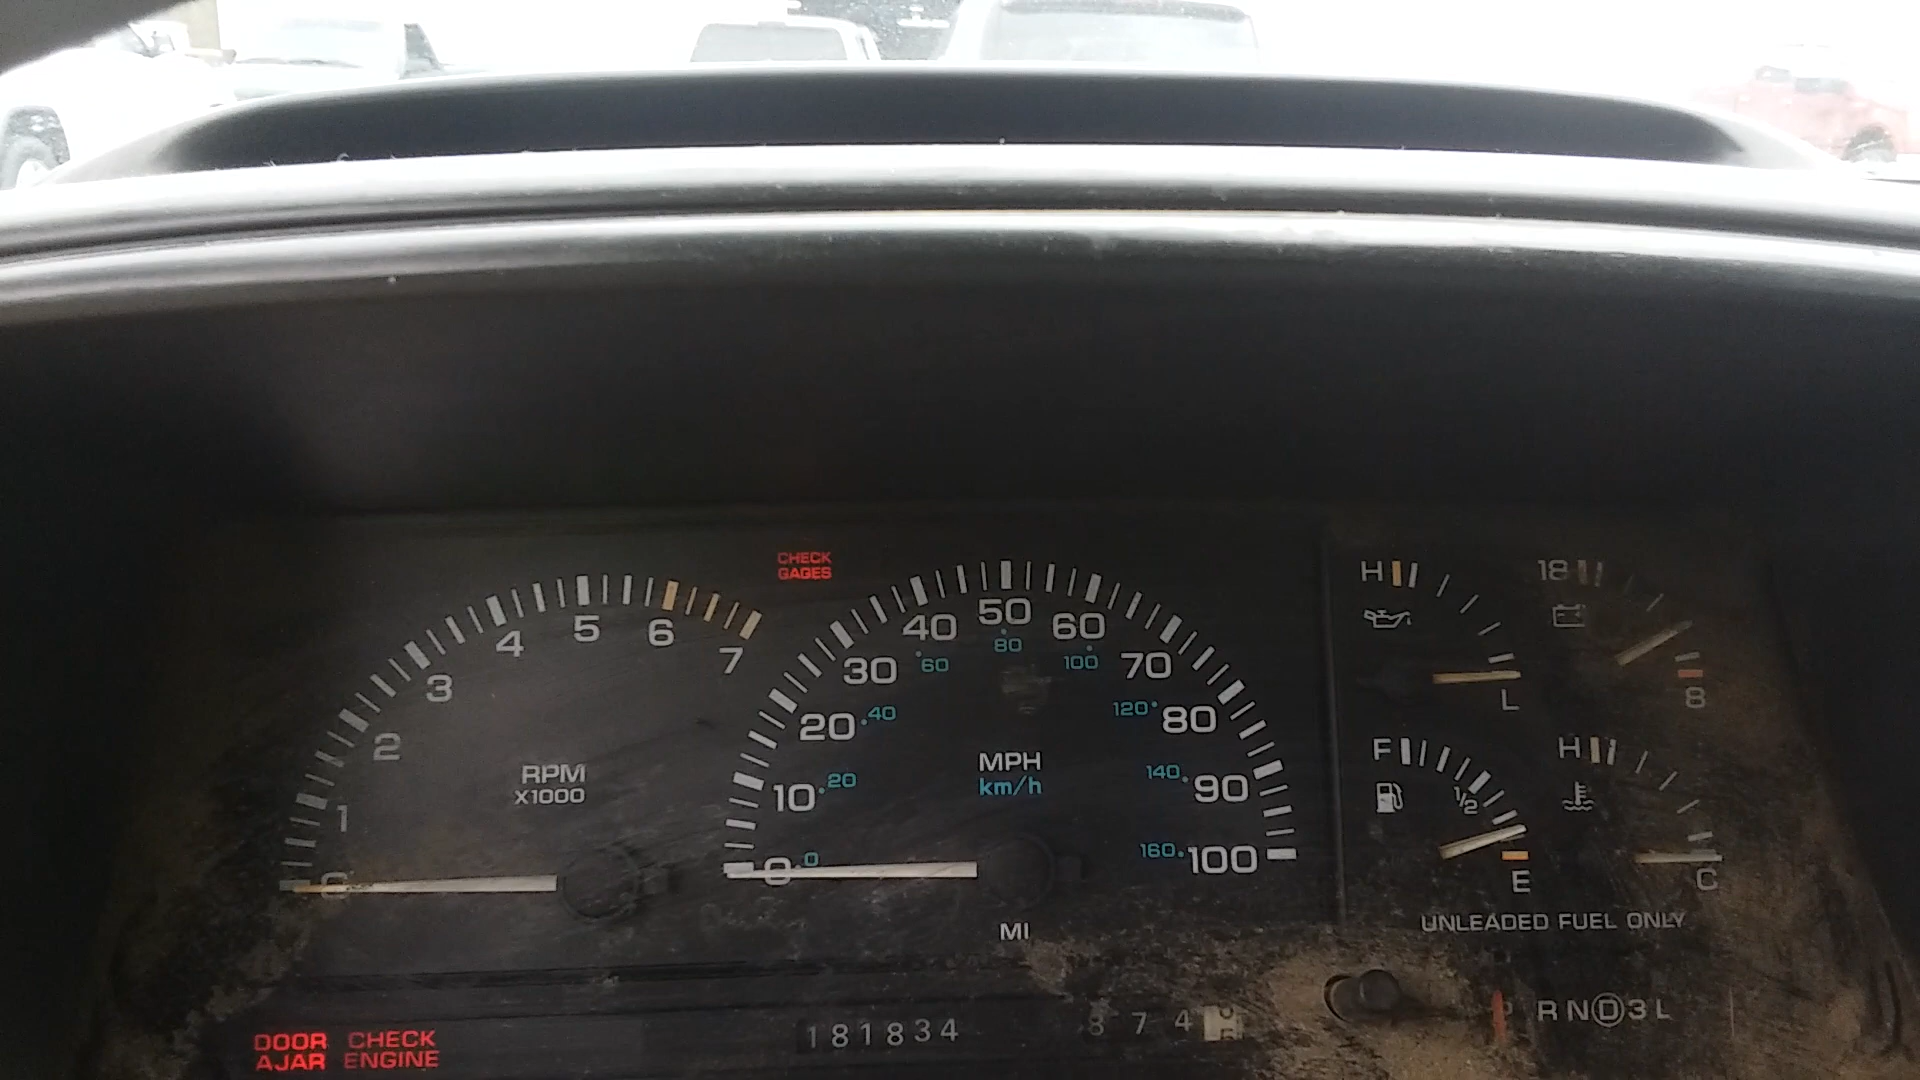 CHECK
GAGES
1
2
3
4
5
6
7
RPM
X1000
0
10
20
30
40
50
60
70
80
90
100
0
20
40
60
80
100
120
140
160
MPH
km/h
MI
H
L
18
8
F
1/2
E
H
C
UNLEADED FUEL ONLY
P R N D 3 L
DOOR
AJAR
CHECK
ENGINE
181834
874